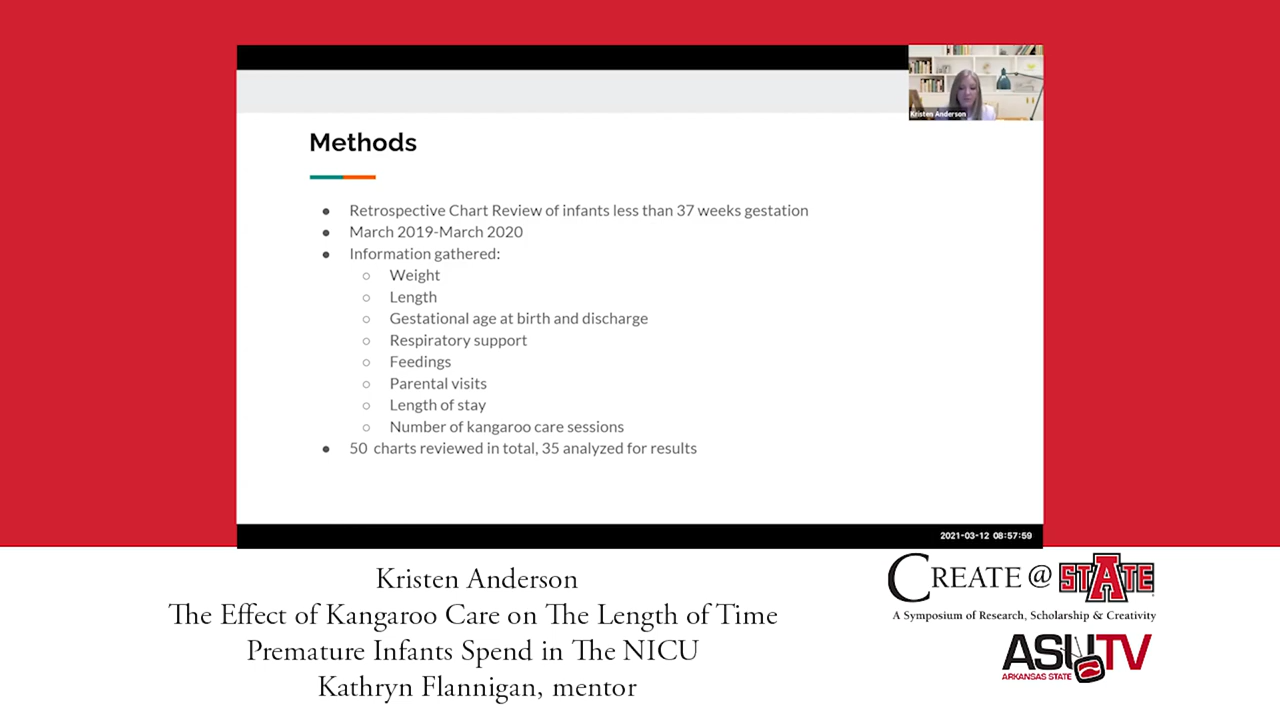 Kristen Anderson
Methods
● Retrospective Chart Review of infants less than 37 weeks gestation
● March 2019-March 2020
● Information gathered:
○ Weight
○ Length
○ Gestational age at birth and discharge
○ Respiratory support
○ Feedings
○ Parental visits
○ Length of stay
○ Number of kangaroo care sessions
● 50 charts reviewed in total, 35 analyzed for results
2021-03-12 08:57:59
Kristen Anderson
The Effect of Kangaroo Care on The Length of Time
Premature Infants Spend in The NICU
Kathryn Flannigan, mentor
CREATE @ STATE
A Symposium of Research, Scholarship & Creativity
ASU TV
ARKANSAS STATE